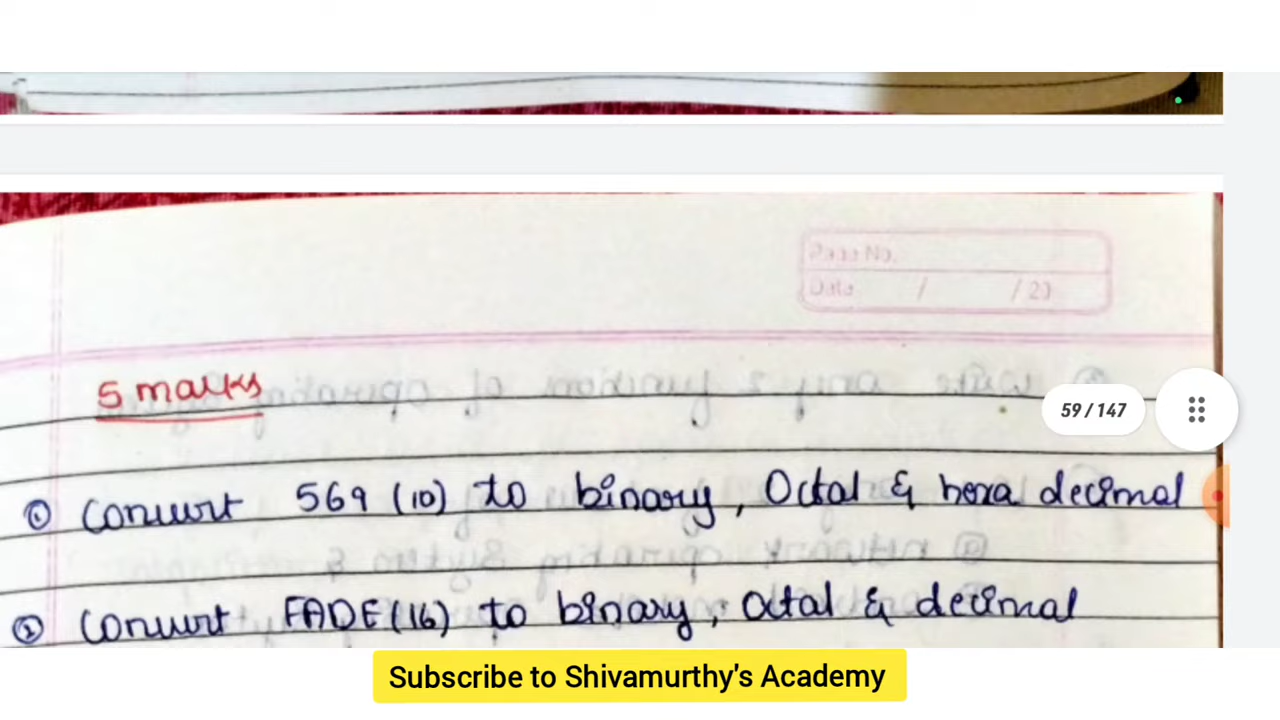 Page No.
Date / / 20
5 marks
59 / 147
① Convert 569 (10) to binary, Octal & hexa decimal
② Convert FADE (16) to binary, Octal & decimal
Subscribe to Shivamurthy's Academy